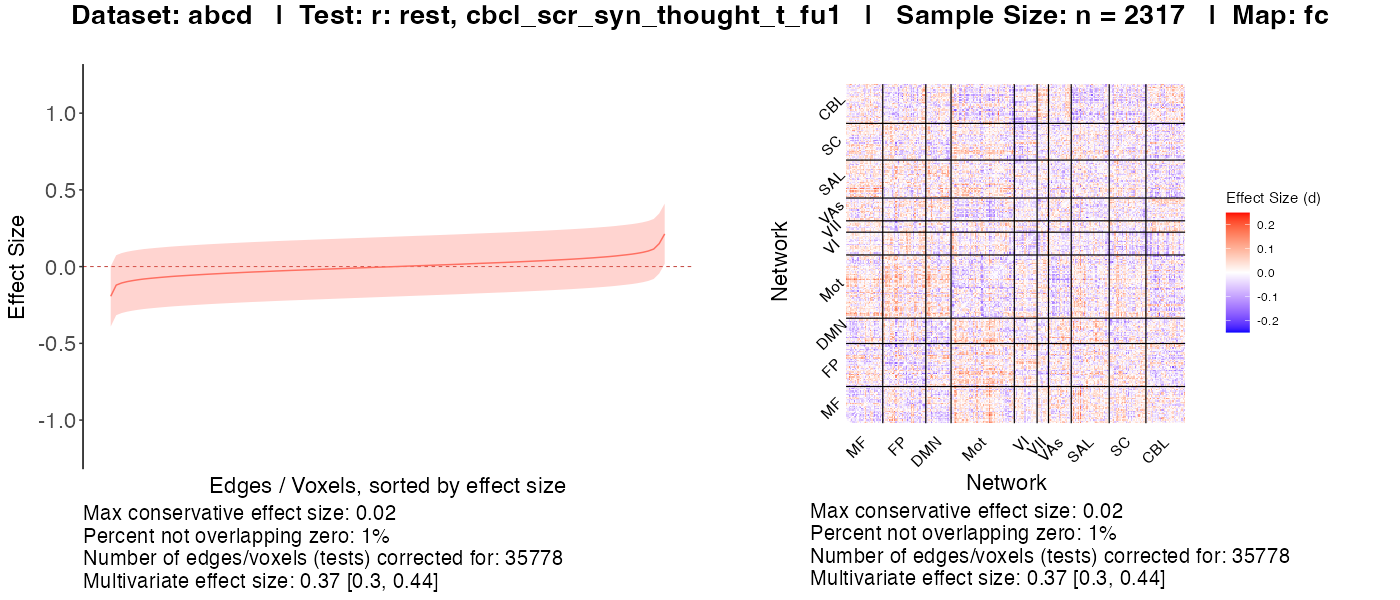 Dataset: abcd | Test: r: rest, cbcl_scr_syn_thought_t_fu1 | Sample Size: n = 2317 | Map: fc
Effect Size
1.0
0.5
0.0
-0.5
-1.0
Edges / Voxels, sorted by effect size
Max conservative effect size: 0.02
Percent not overlapping zero: 1%
Number of edges/voxels (tests) corrected for: 35778
Multivariate effect size: 0.37 [0.3, 0.44]
Network
CBL
SC
SAL
VAs
VII
VI
Mot
DMN
FP
MF
MF
FP
DMN
Mot
VI
VII
VAs
SAL
SC
CBL
Network
Effect Size (d)
0.2
0.1
0.0
-0.1
-0.2
Max conservative effect size: 0.02
Percent not overlapping zero: 1%
Number of edges/voxels (tests) corrected for: 35778
Multivariate effect size: 0.37 [0.3, 0.44]